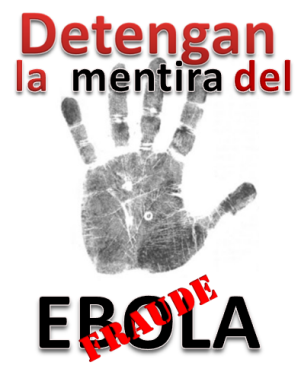 Detengan
la mentira del
EBOLA
FRAUDE